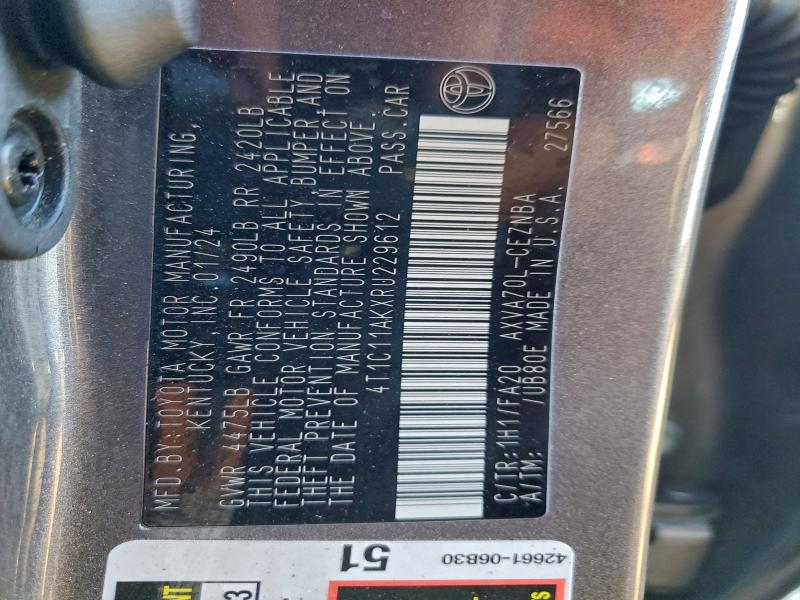 MFD.BY:TOYOTA MOTOR MANUFACTURING,
KENTUCKY, INC. 01/24
GVWR 4475LB GAWR FR 2490LB RR 2420LB
THIS VEHICLE CONFORMS TO ALL APPLICABLE
FEDERAL MOTOR VEHICLE SAFETY BUMPER, AND
THEFT PREVENTION STANDARDS IN EFFECT ON
THE DATE OF MANUFACTURE SHOWN ABOVE.
4T1C11AKXRU229612 PASS CAR
C/TR: 1H1/FA20 AXVA70L-CEZNBA
A/TM: /UB80E MADE IN U.S.A. 27566
51
42661-06B30
NT
3